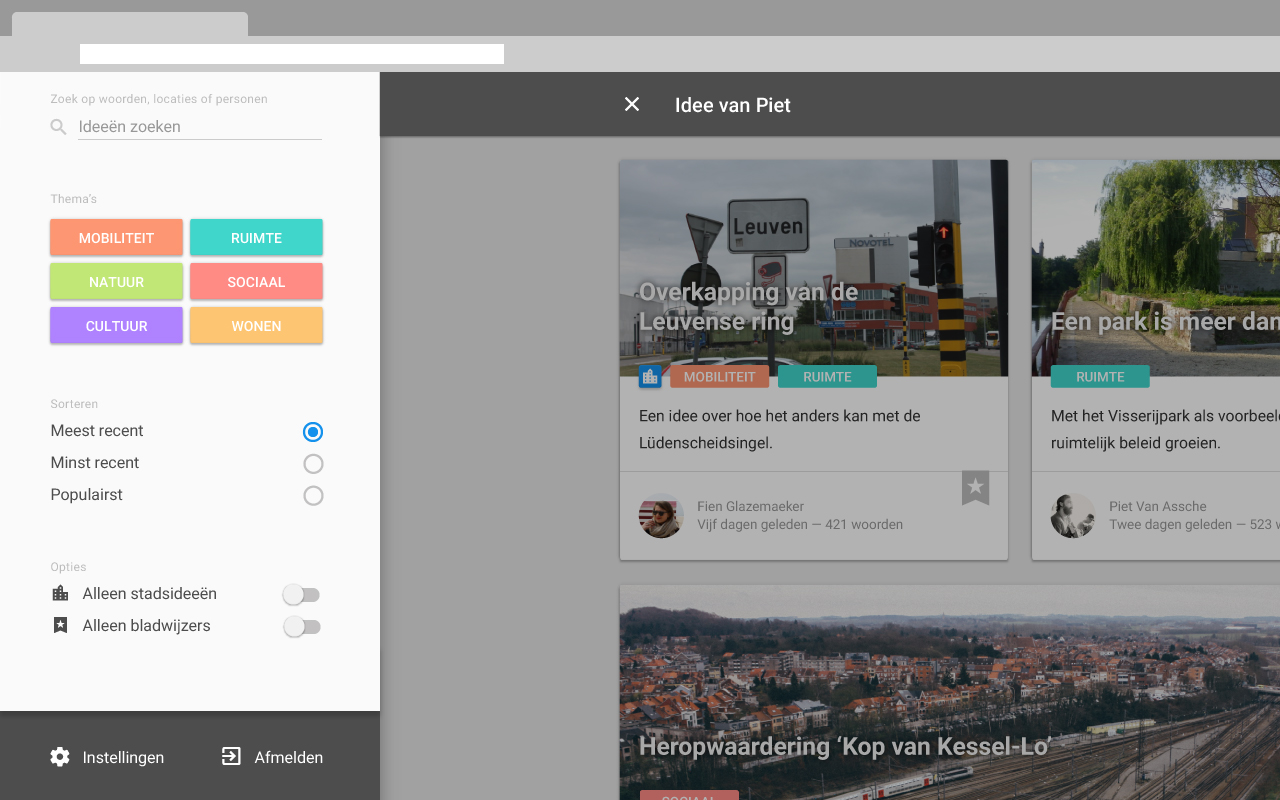 Zoek op woorden, locaties of personen
Ideeën zoeken
Thema's
MOBILITEIT
RUIMTE
NATUUR
SOCIAAL
CULTUUR
WONEN
Sorteren
Meest recent
Minst recent
Populairst
Opties
Alleen stadsideeën
Alleen bladwijzers
Instellingen
Afmelden
Idee van Piet
Leuven
NOVOTEL
Overkapping van de
Leuvense ring
MOBILITEIT
RUIMTE
Een idee over hoe het anders kan met de
Lüdenscheidsingel.
Fien Glazemaeker
Vijf dagen geleden — 421 woorden
Een park is meer dan
RUIMTE
Met het Visserijpark als voorbeel
ruimtelijk beleid groeien.
Piet Van Assche
Twee dagen geleden — 523 w
Heropwaardering ‘Kop van Kessel-Lo’
SOCIAAL